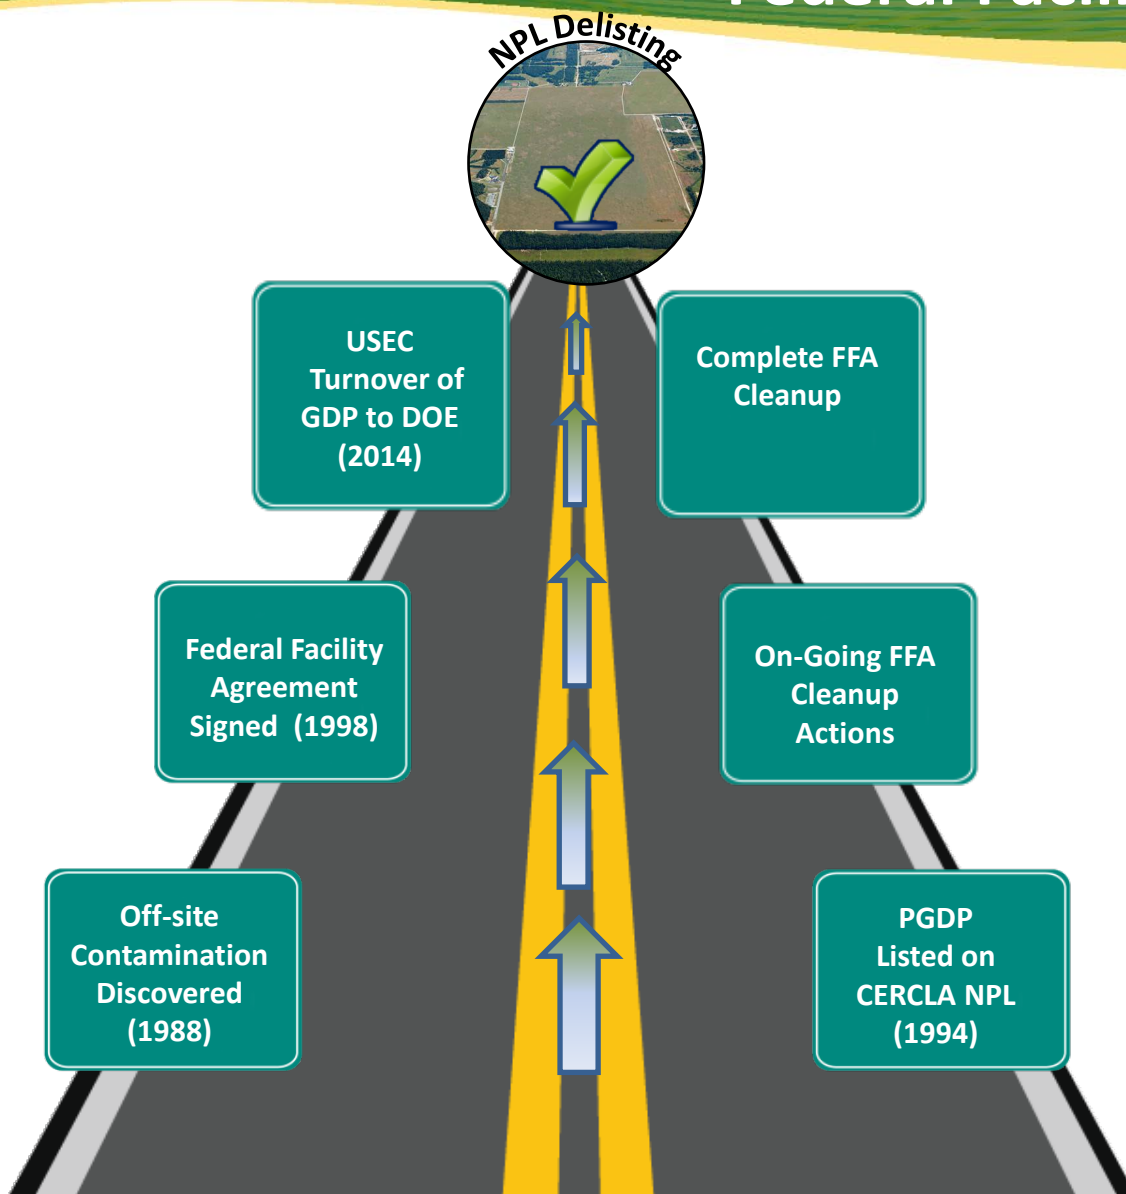 Federal
NPL Delisting
USEC
Turnover of
GDP to DOE
(2014)
Complete FFA
Cleanup
Federal Facility
Agreement
Signed (1998)
On-Going FFA
Cleanup
Actions
Off-site
Contamination
Discovered
(1988)
PGDP
Listed on
CERCLA NPL
(1994)